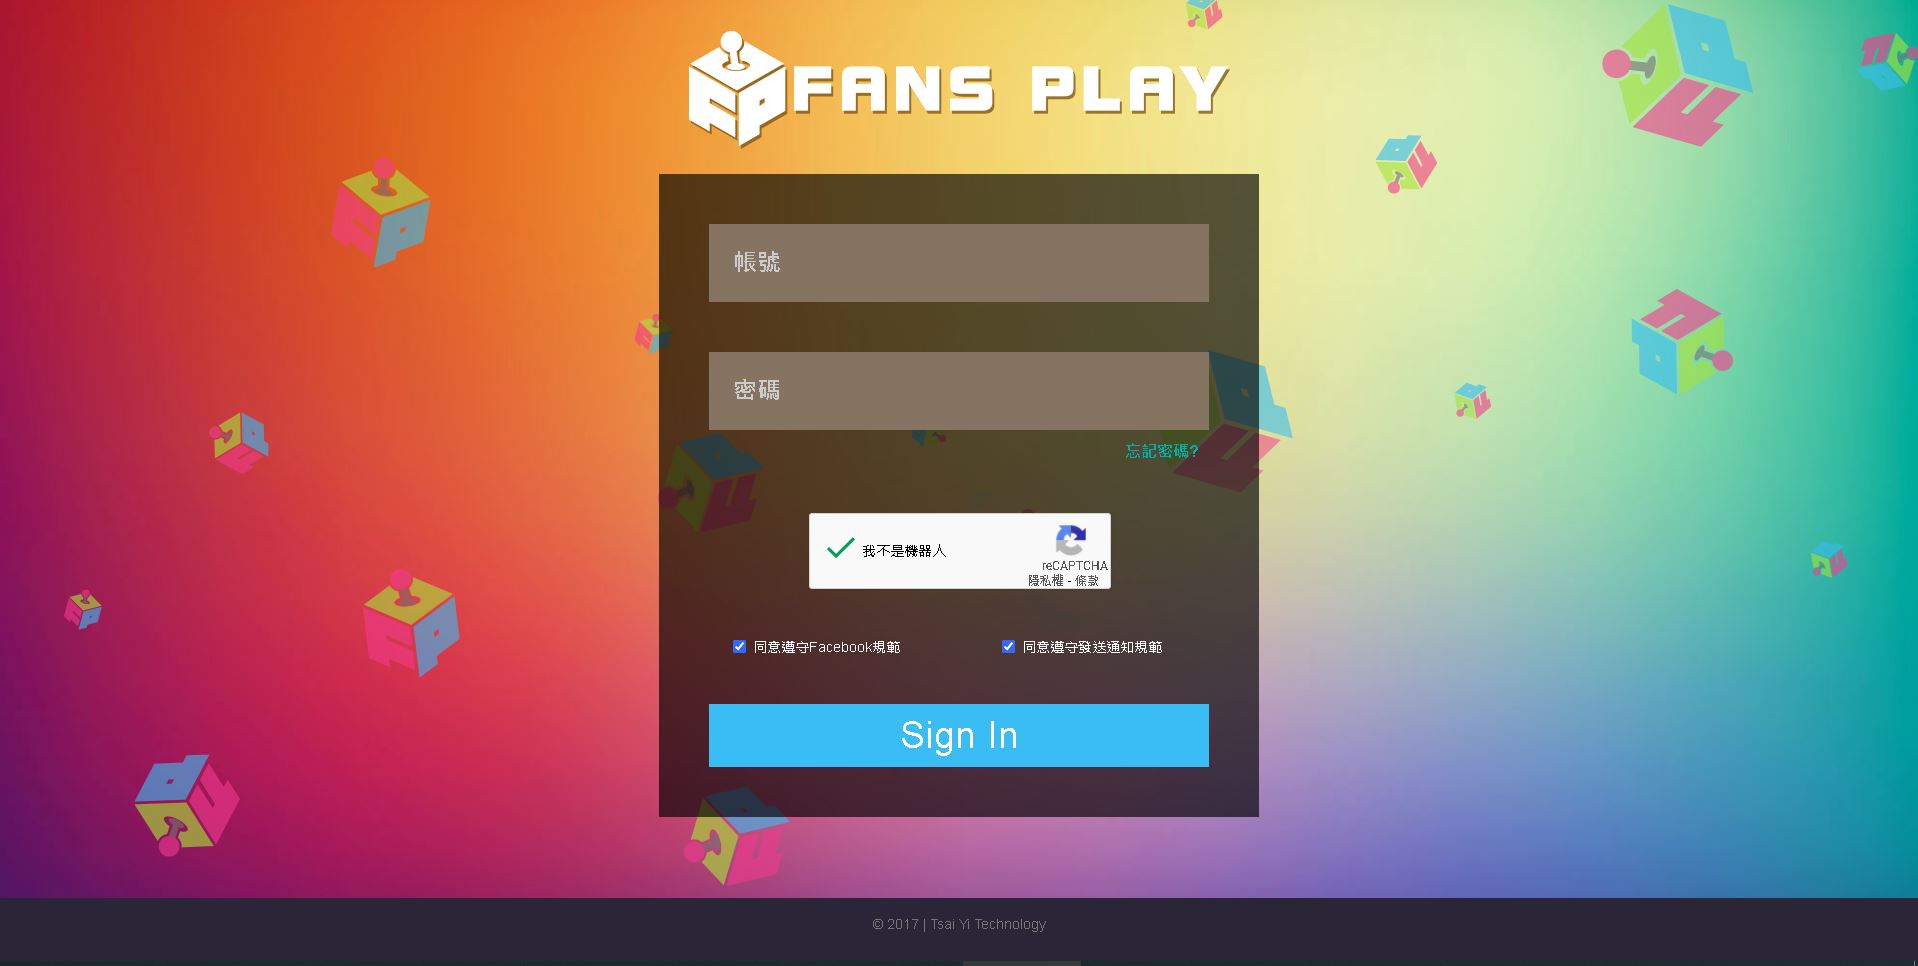 FANS PLAY
帳號
密碼
忘記密碼?
我不是機器人
reCAPTCHA
隱私權 - 條款
同意遵守Facebook規範
同意遵守發送通知規範
Sign In
© 2017 | Tsai Yi Technology